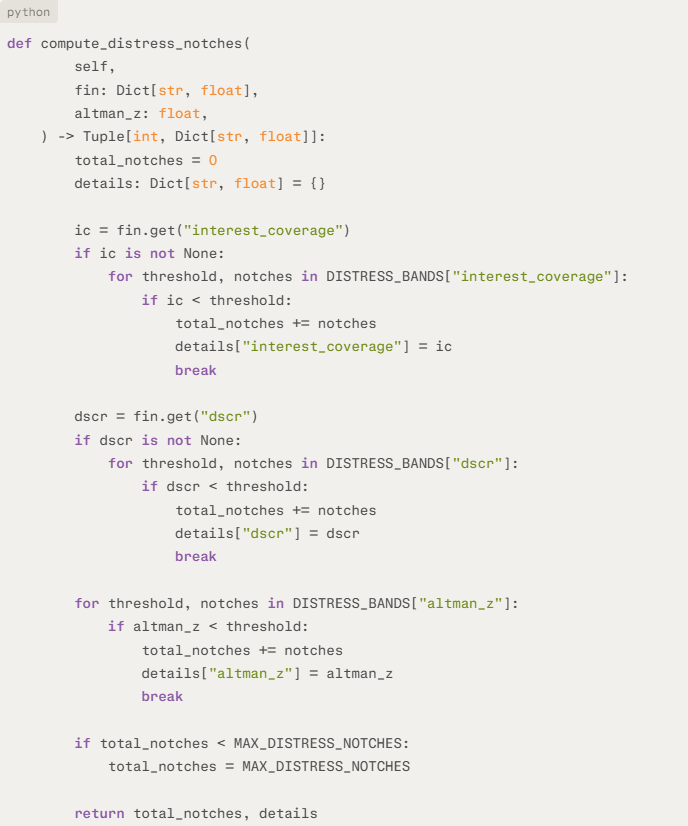 python
def compute_distress_notches(
        self,
        fin: Dict[str, float],
        altman_z: float,
    ) -> Tuple[int, Dict[str, float]]:
        total_notches = 0
        details: Dict[str, float] = {}

        ic = fin.get("interest_coverage")
        if ic is not None:
            for threshold, notches in DISTRESS_BANDS["interest_coverage"]:
                if ic < threshold:
                    total_notches += notches
                    details["interest_coverage"] = ic
                    break

        dscr = fin.get("dscr")
        if dscr is not None:
            for threshold, notches in DISTRESS_BANDS["dscr"]:
                if dscr < threshold:
                    total_notches += notches
                    details["dscr"] = dscr
                    break

        for threshold, notches in DISTRESS_BANDS["altman_z"]:
            if altman_z < threshold:
                total_notches += notches
                details["altman_z"] = altman_z
                break

        if total_notches < MAX_DISTRESS_NOTCHES:
            total_notches = MAX_DISTRESS_NOTCHES

        return total_notches, details